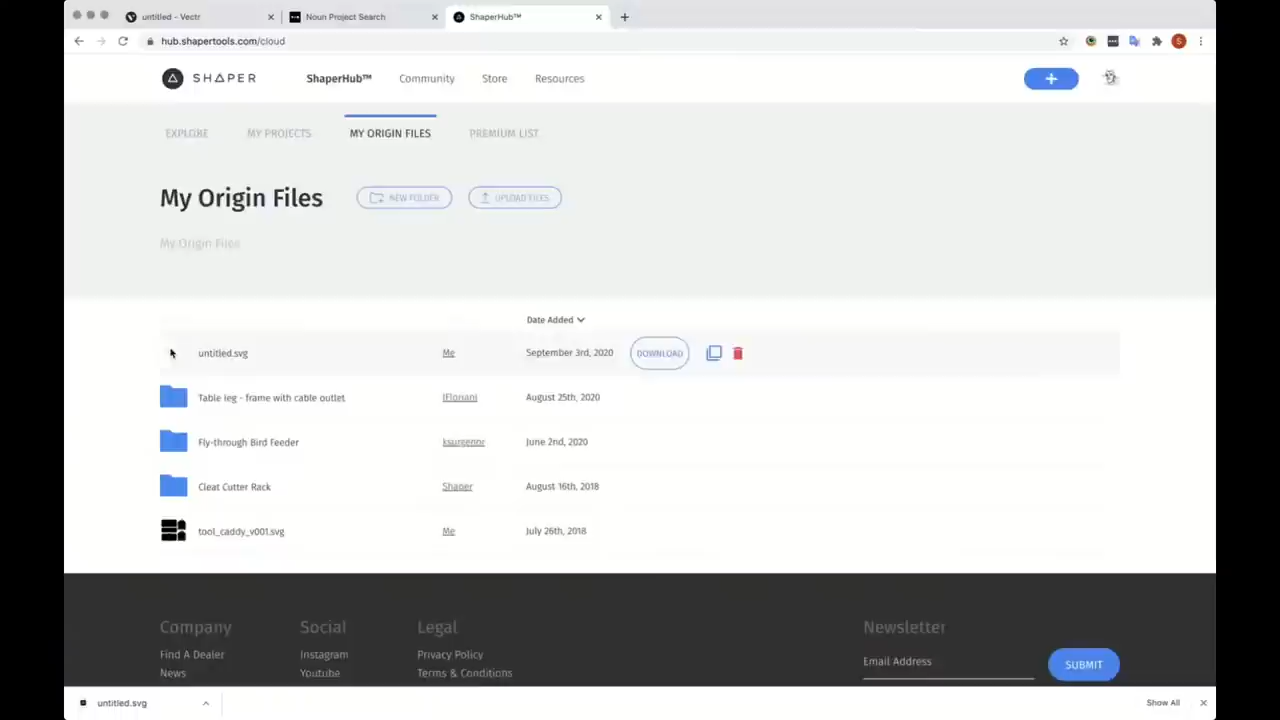 untitled - Vectr
Noun Project Search
ShaperHub™
hub.shapertools.com/cloud
S
SHAPER
ShaperHub™
Community
Store
Resources
EXPLORE
MY PROJECTS
MY ORIGIN FILES
PREMIUM LIST
My Origin Files
NEW FOLDER
UPLOAD FILES
My Origin Files
Date Added
untitled.svg Me September 3rd, 2020 DOWNLOAD
Table leg - frame with cable outlet lFloriani August 25th, 2020
Fly-through Bird Feeder ksurgenor June 2nd, 2020
Cleat Cutter Rack Shaper August 16th, 2018
tool_caddy_v001.svg Me July 26th, 2018
Company
Find A Dealer
News
Social
Instagram
Youtube
Legal
Privacy Policy
Terms & Conditions
Newsletter
Email Address
SUBMIT
untitled.svg
Show All